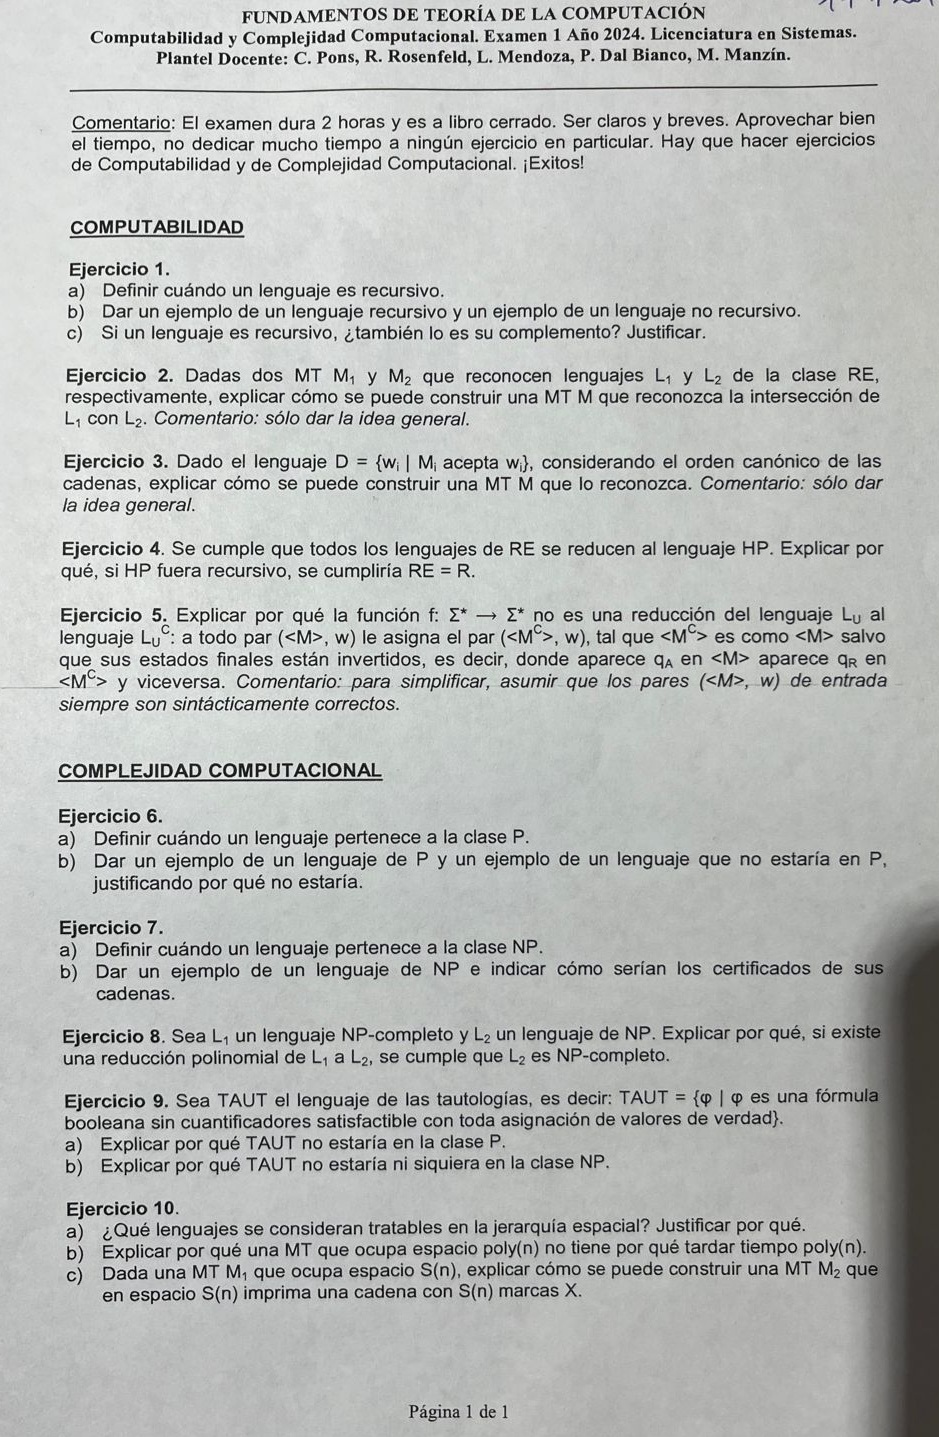 FUNDAMENTOS DE TEORÍA DE LA COMPUTACIÓN
Computabilidad y Complejidad Computacional. Examen 1 Año 2024. Licenciatura en Sistemas.
Plantel Docente: C. Pons, R. Rosenfeld, L. Mendoza, P. Dal Bianco, M. Manzín.
Comentario: El examen dura 2 horas y es a libro cerrado. Ser claros y breves. Aprovechar bien
el tiempo, no dedicar mucho tiempo a ningún ejercicio en particular. Hay que hacer ejercicios
de Computabilidad y de Complejidad Computacional. ¡Exitos!
COMPUTABILIDAD
Ejercicio 1.
a) Definir cuándo un lenguaje es recursivo.
b) Dar un ejemplo de un lenguaje recursivo y un ejemplo de un lenguaje no recursivo.
c) Si un lenguaje es recursivo, ¿también lo es su complemento? Justificar.
Ejercicio 2. Dadas dos MT M₁ y M₂ que reconocen lenguajes L₁ y L₂ de la clase RE,
respectivamente, explicar cómo se puede construir una MT M que reconozca la intersección de
L₁ con L₂. Comentario: sólo dar la idea general.
Ejercicio 3. Dado el lenguaje D = {wᵢ | Mᵢ acepta wᵢ}, considerando el orden canónico de las
cadenas, explicar cómo se puede construir una MT M que lo reconozca. Comentario: sólo dar
la idea general.
Ejercicio 4. Se cumple que todos los lenguajes de RE se reducen al lenguaje HP. Explicar por
qué, si HP fuera recursivo, se cumpliría RE = R.
Ejercicio 5. Explicar por qué la función f: Σ* → Σ* no es una reducción del lenguaje L_U al
lenguaje L_U^C: a todo par (<M>, w) le asigna el par (<M^C>, w), tal que <M^C> es como <M> salvo
que sus estados finales están invertidos, es decir, donde aparece q_A en <M> aparece q_R en
<M^C> y viceversa. Comentario: para simplificar, asumir que los pares (<M>, w) de entrada
siempre son sintácticamente correctos.
COMPLEJIDAD COMPUTACIONAL
Ejercicio 6.
a) Definir cuándo un lenguaje pertenece a la clase P.
b) Dar un ejemplo de un lenguaje de P y un ejemplo de un lenguaje que no estaría en P,
justificando por qué no estaría.
Ejercicio 7.
a) Definir cuándo un lenguaje pertenece a la clase NP.
b) Dar un ejemplo de un lenguaje de NP e indicar cómo serían los certificados de sus
cadenas.
Ejercicio 8. Sea L₁ un lenguaje NP-completo y L₂ un lenguaje de NP. Explicar por qué, si existe
una reducción polinomial de L₁ a L₂, se cumple que L₂ es NP-completo.
Ejercicio 9. Sea TAUT el lenguaje de las tautologías, es decir: TAUT = {φ | φ es una fórmula
booleana sin cuantificadores satisfactible con toda asignación de valores de verdad}.
a) Explicar por qué TAUT no estaría en la clase P.
b) Explicar por qué TAUT no estaría ni siquiera en la clase NP.
Ejercicio 10.
a) ¿Qué lenguajes se consideran tratables en la jerarquía espacial? Justificar por qué.
b) Explicar por qué una MT que ocupa espacio poly(n) no tiene por qué tardar tiempo poly(n).
c) Dada una MT M₁ que ocupa espacio S(n), explicar cómo se puede construir una MT M₂ que
en espacio S(n) imprima una cadena con S(n) marcas X.
Página 1 de 1